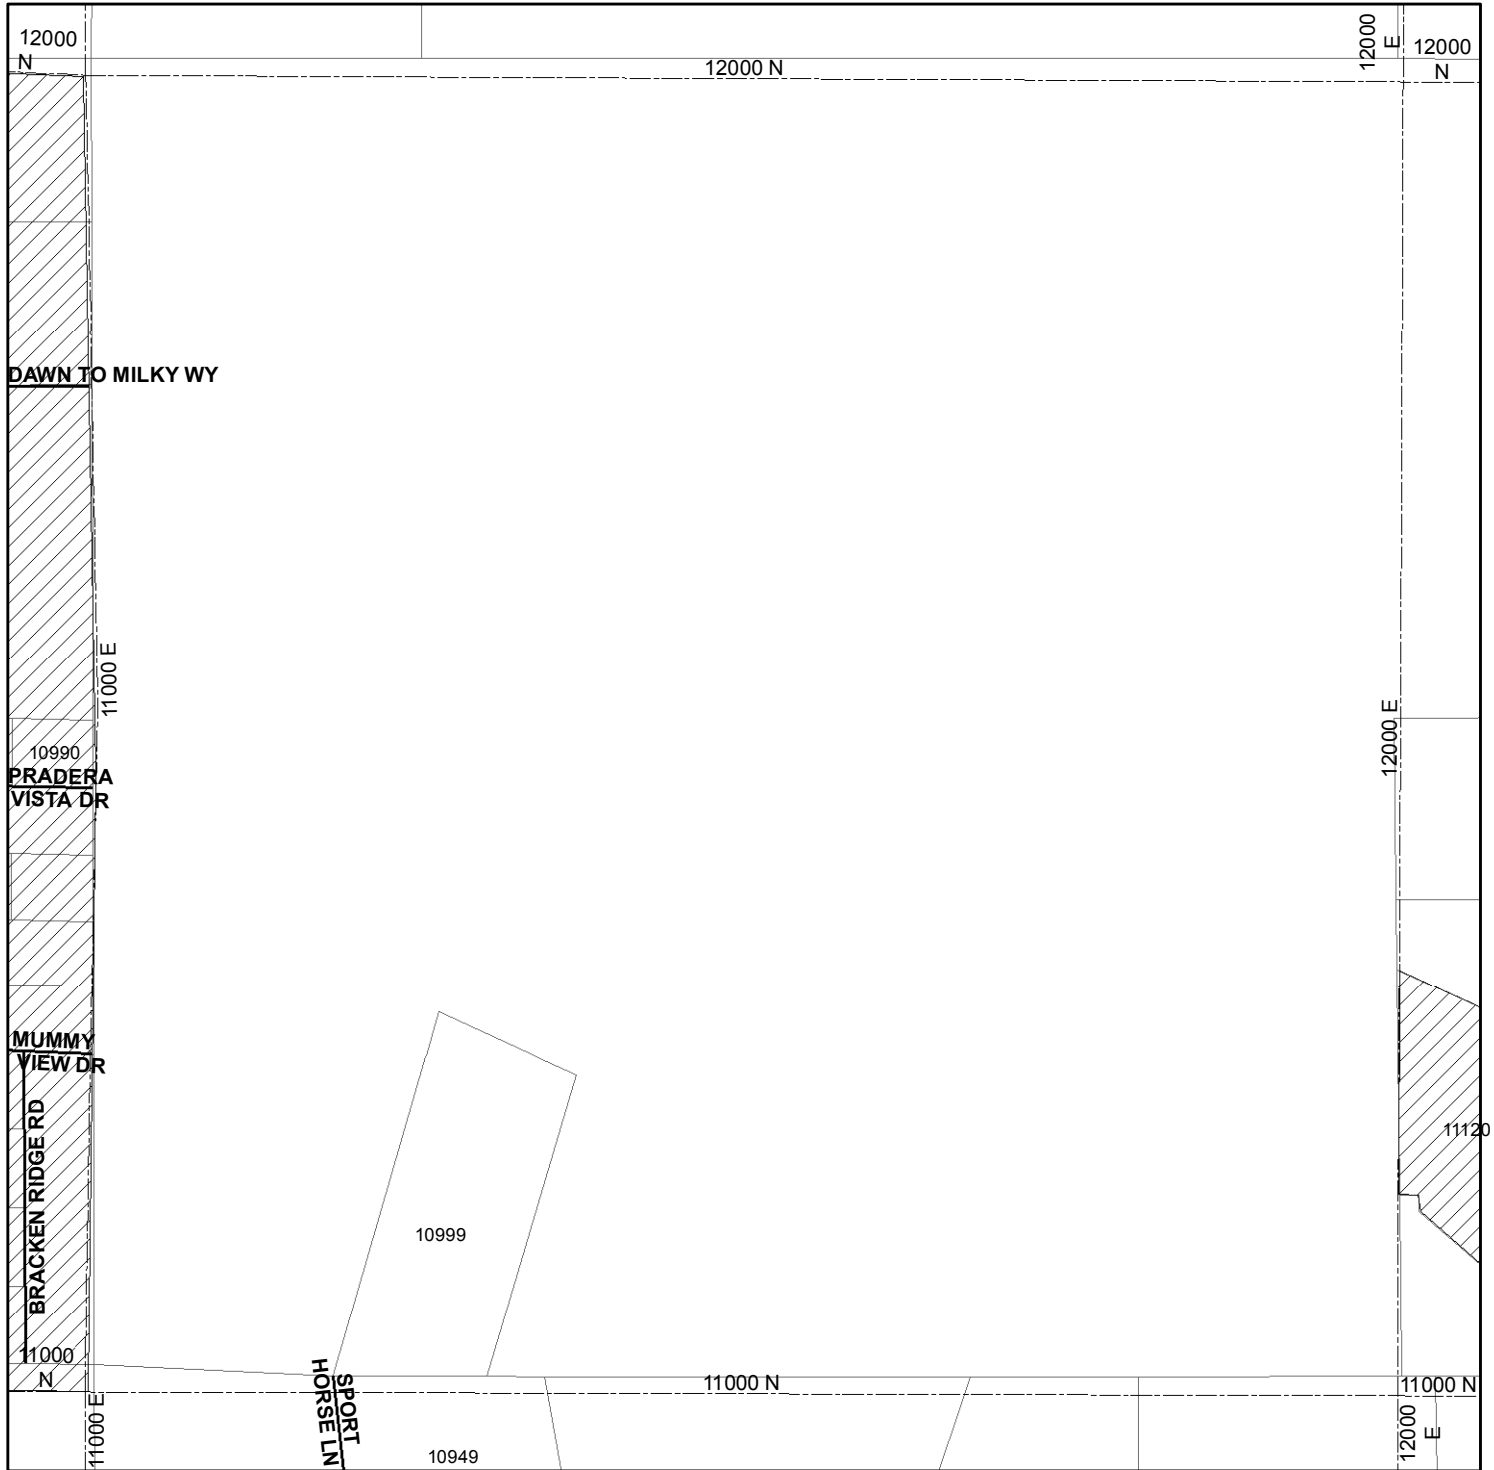 12000
N
12000 N
12000
E
12000
N
DAWN TO MILKY WY
11000 E
12000 E
10990
PRADERA
VISTA DR
MUMMY
VIEW DR
BRACKEN RIDGE RD
11120
10999
11000
N
11000 E
SPORT
HORSE LN
11000 N
11000 N
10949
12000
E